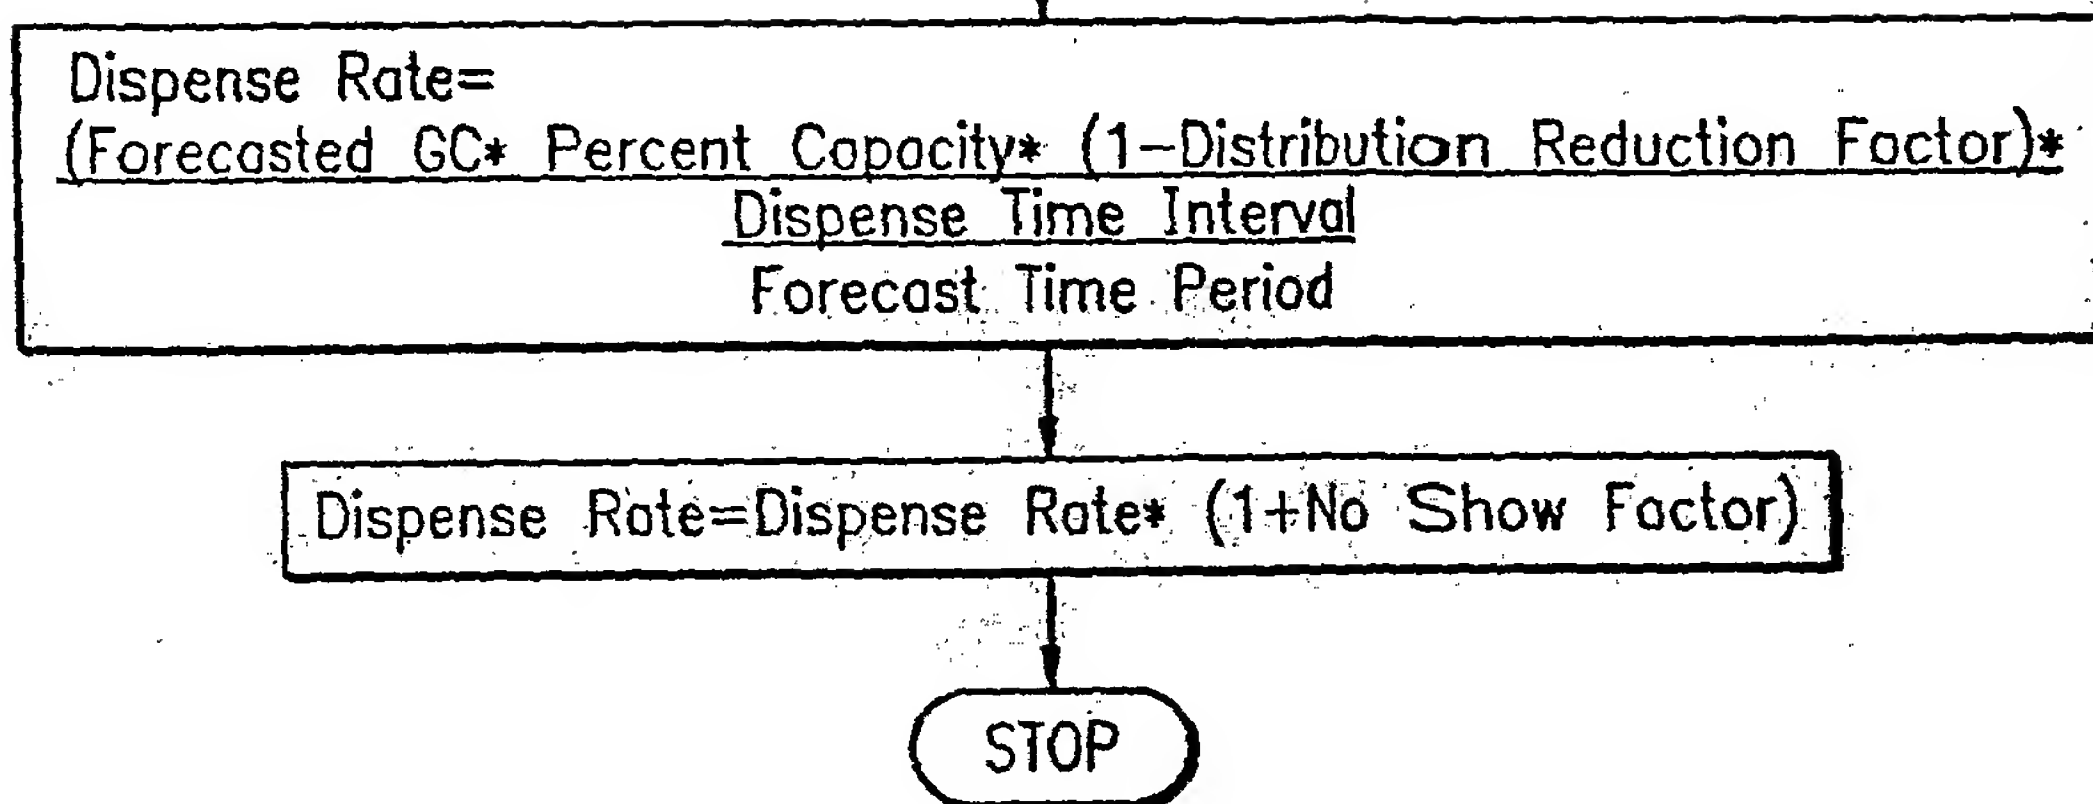 Dispense Rate=
(Forecasted GC* Percent Capacity* (1-Distribution Reduction Factor)*
Dispense Time Interval
Forecast Time Period
Dispense Rate=Dispense Rate* (1+No Show Factor)
STOP